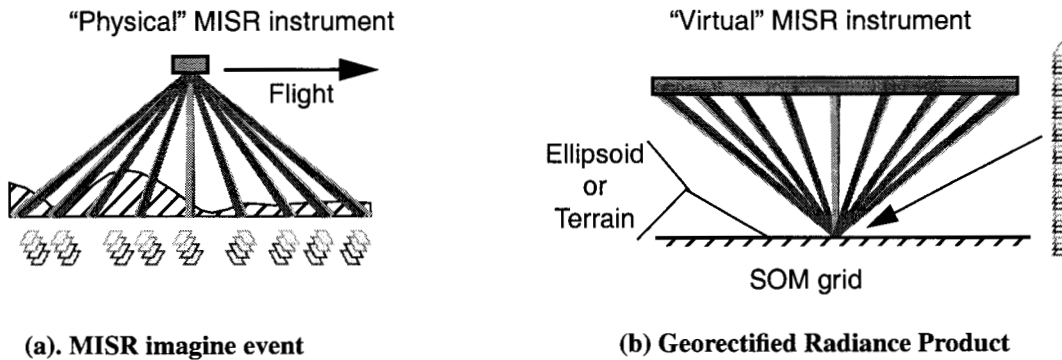 “Physical” MISR instrument
Flight
(a). MISR imagine event
“Virtual” MISR instrument
Ellipsoid
or
Terrain
SOM grid
(b) Georectified Radiance Product